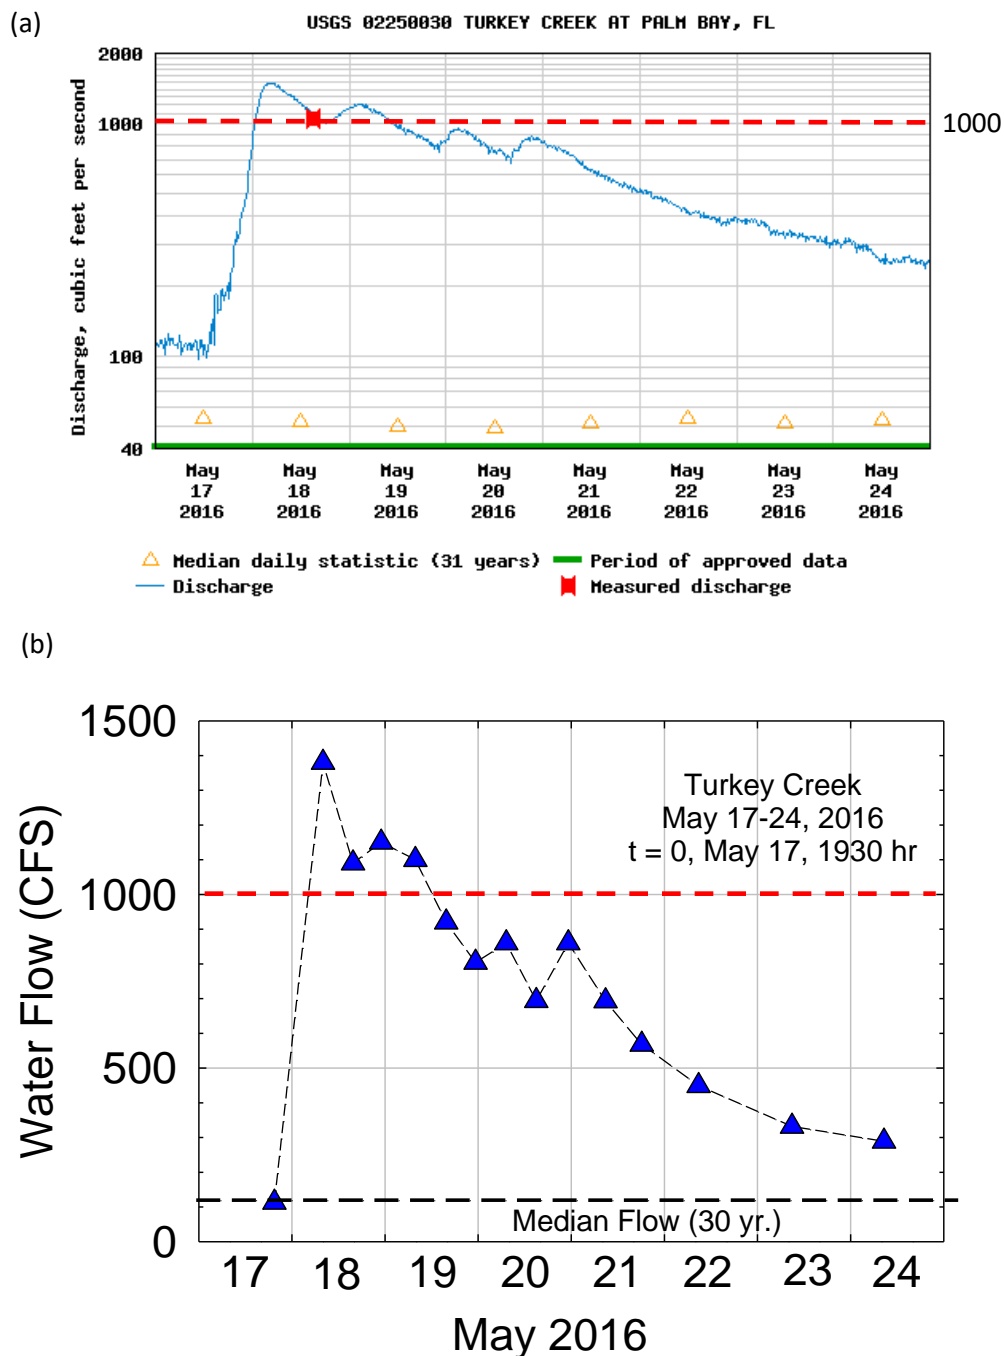 (a)
USGS 02250030 TURKEY CREEK AT PALM BAY, FL
Discharge, cubic feet per second
2000
1000
1000
100
40
May May May May May May May May
17 18 19 20 21 22 23 24
2016 2016 2016 2016 2016 2016 2016 2016
Median daily statistic (31 years) Period of approved data
Discharge Measured discharge
(b)
Water Flow (CFS)
1500
1000
500
0
Turkey Creek
May 17-24, 2016
t = 0, May 17, 1930 hr
Median Flow (30 yr.)
17 18 19 20 21 22 23 24
May 2016